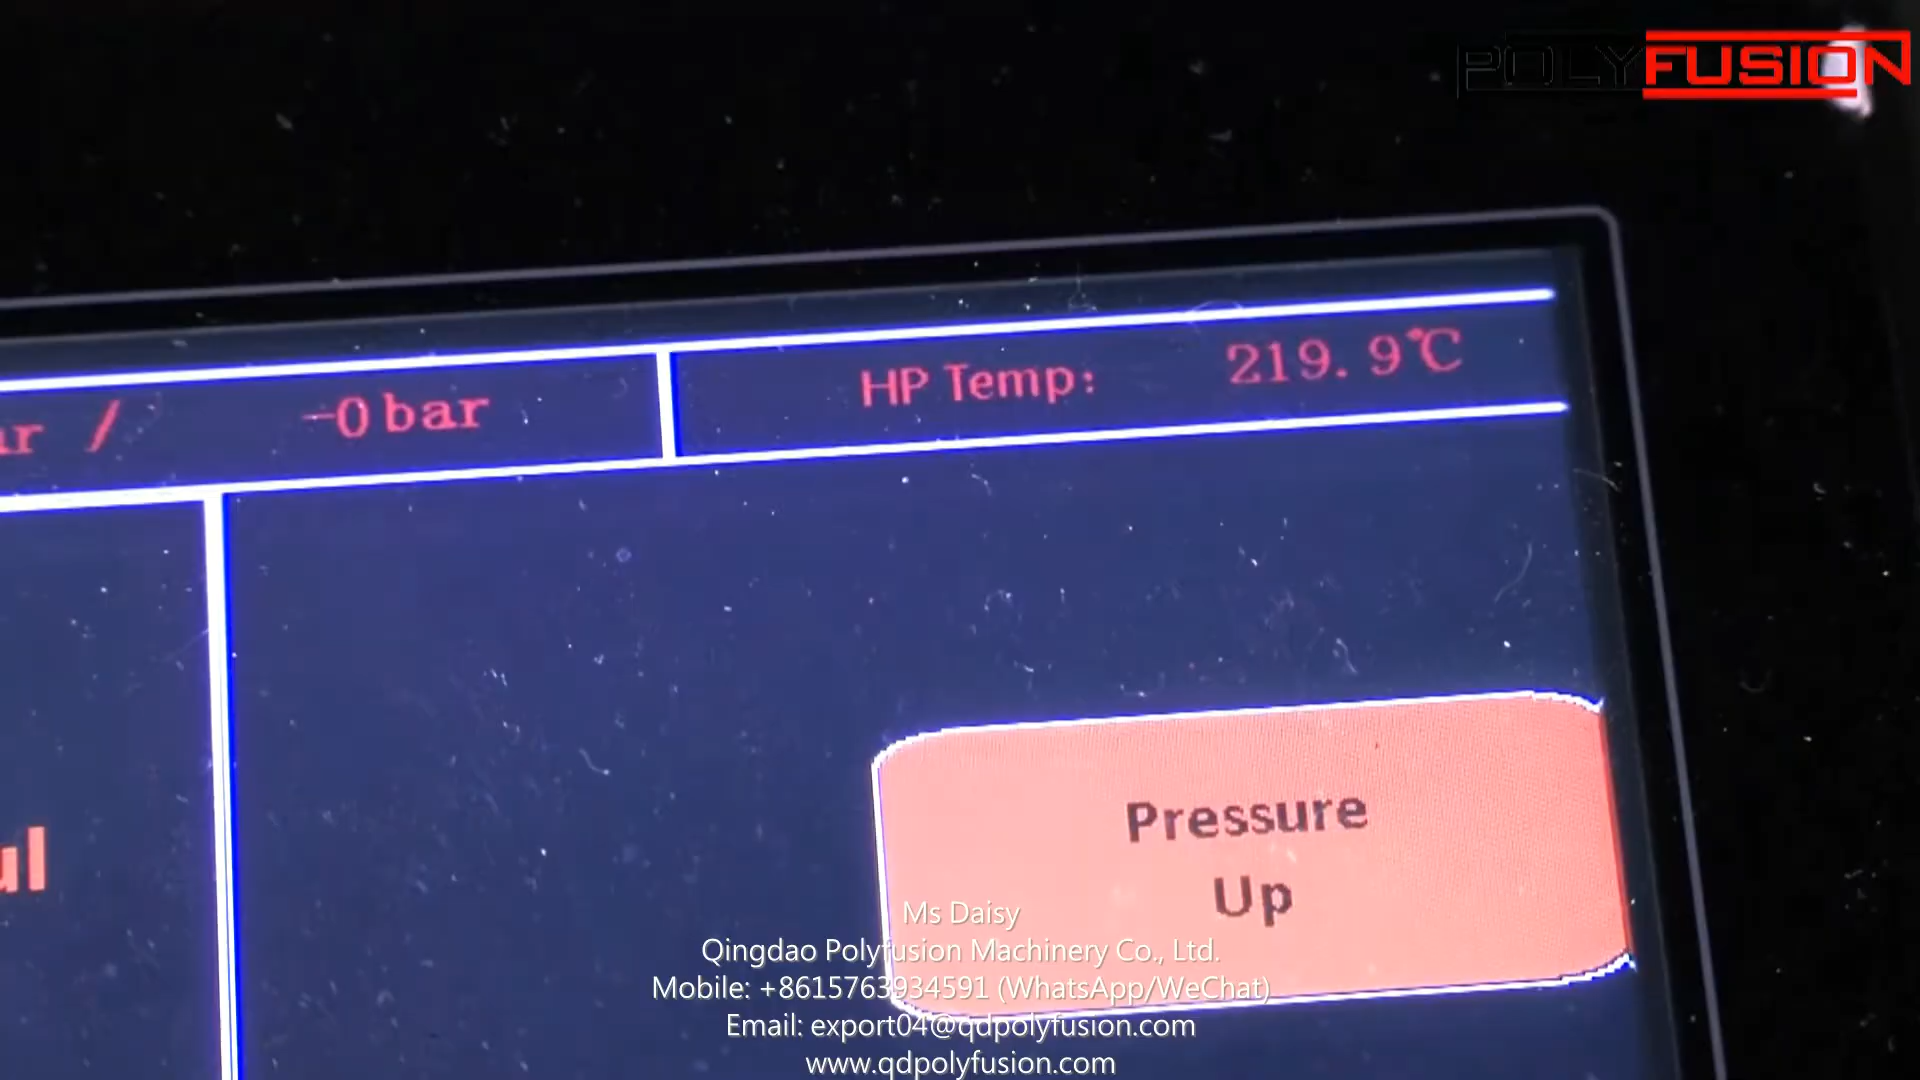 POLYFUSION
/ -0 bar
HP Temp: 219.9℃
Pressure
Up
Ms Daisy
Qingdao Polyfusion Machinery Co., Ltd.
Mobile: +8615763934591 (WhatsApp/WeChat)
Email: export04@qdpolyfusion.com
www.qdpolyfusion.com